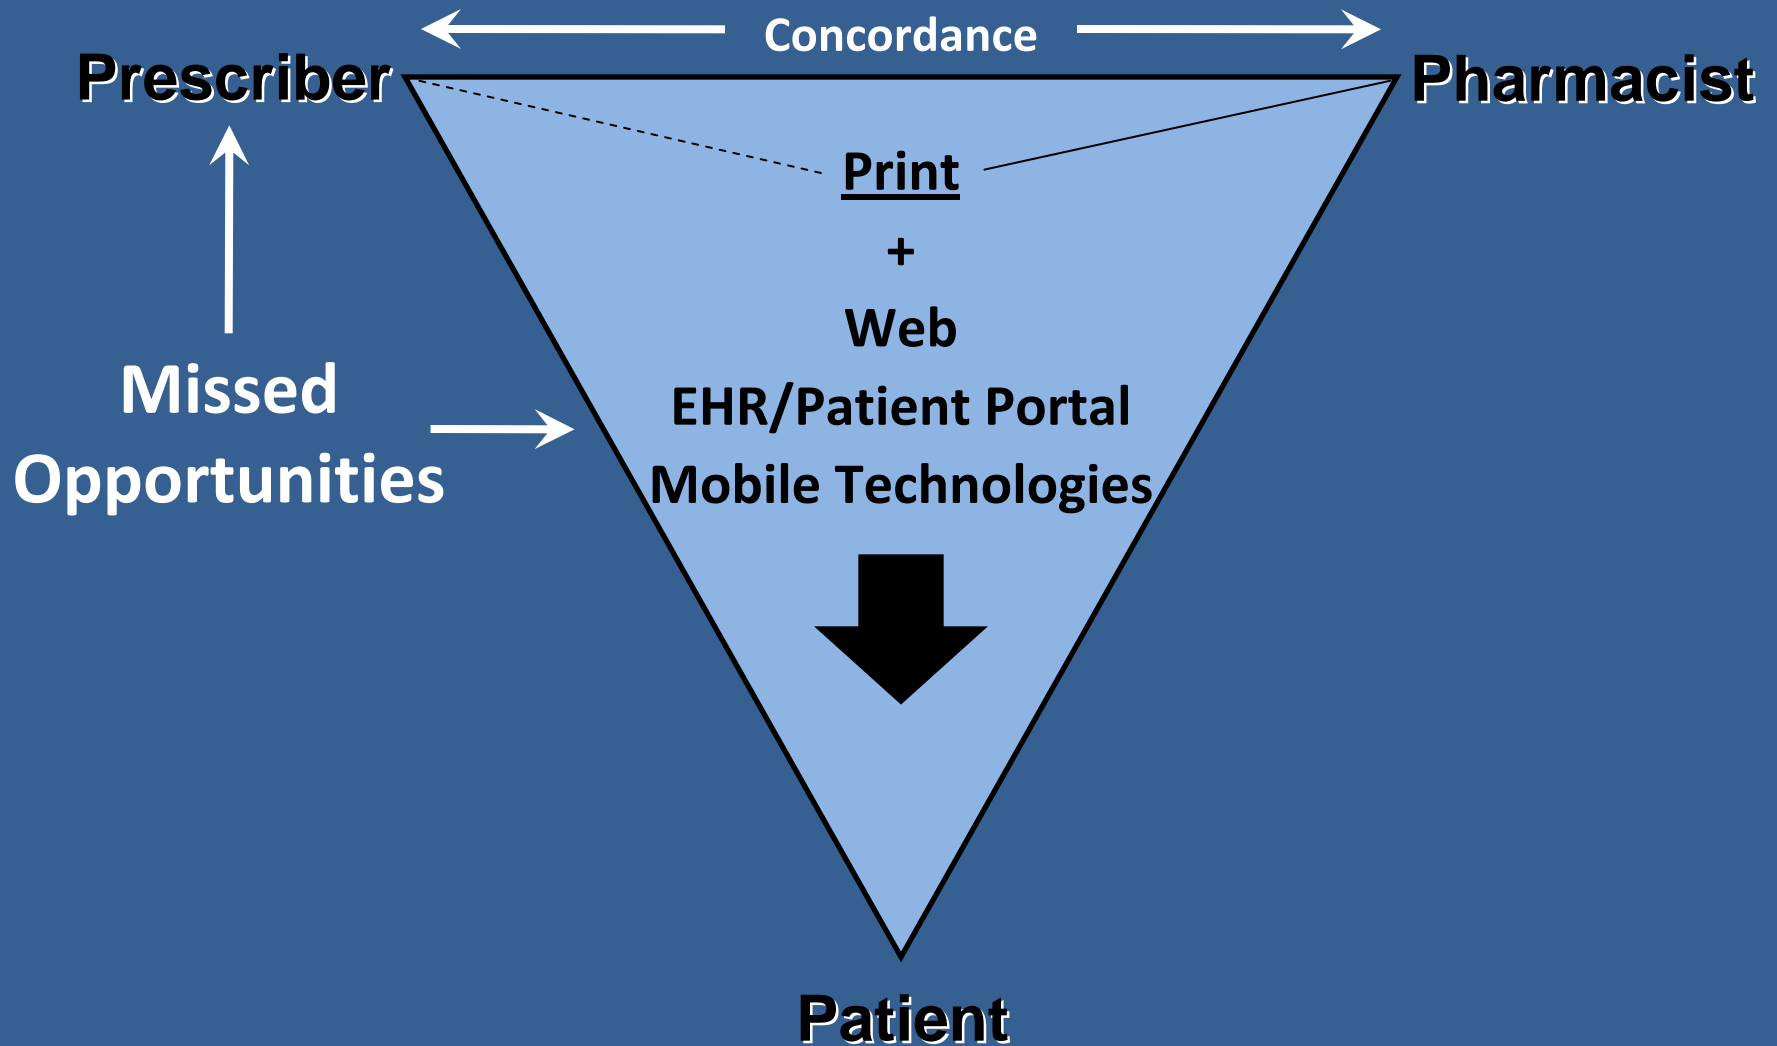 Concordance
Prescriber
Pharmacist
Print
+
Web
EHR/Patient Portal
Mobile Technologies
Missed
Opportunities
Patient